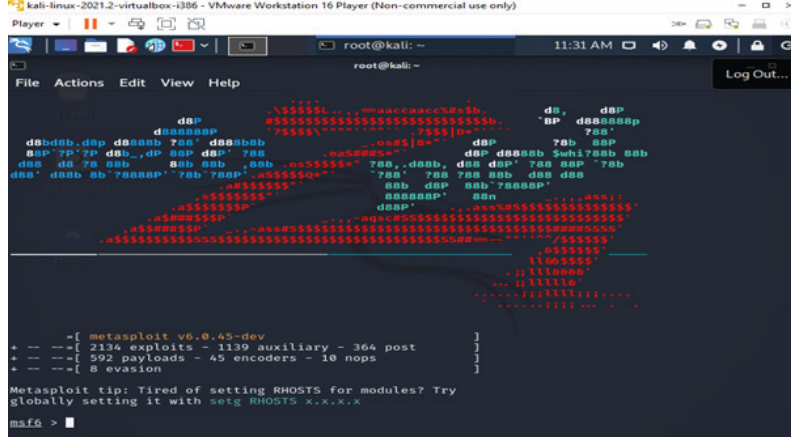 kali-linux-2021.2-virtualbox-i386 - VMware Workstation 16 Player (Non-commercial use only)
Player
root@kali: ~
11:31 AM
root@kali: ~
Log Out...
File Actions Edit View Help
=[ metasploit v6.0.45-dev ]
+ -- --=[ 2134 exploits - 1139 auxiliary - 364 post ]
+ -- --=[ 592 payloads - 45 encoders - 10 nops ]
+ -- --=[ 8 evasion ]
Metasploit tip: Tired of setting RHOSTS for modules? Try
globally setting it with setg RHOSTS x.x.x.x
msf6 >